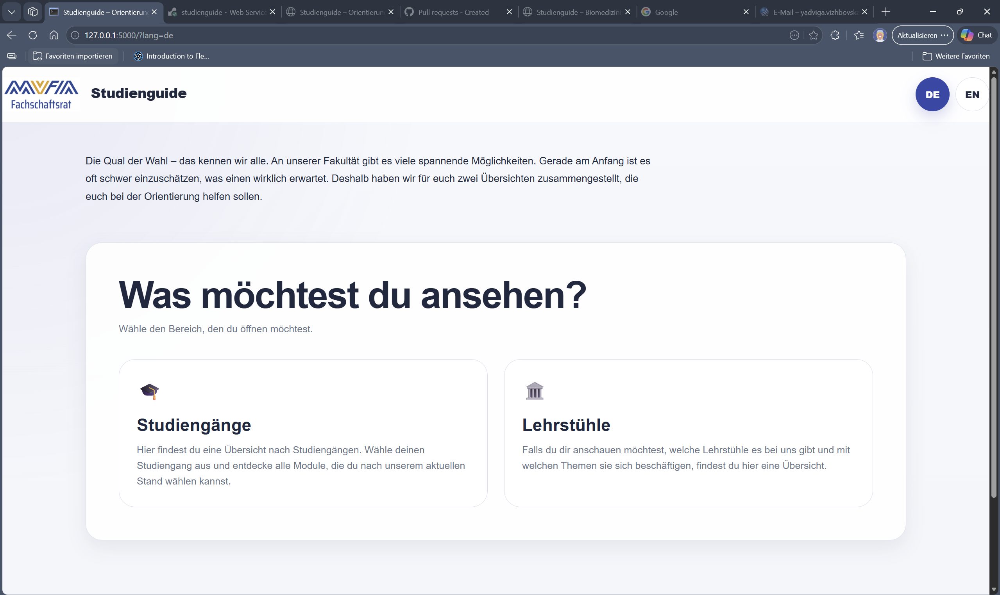 Studienguide – Orientierung
studienguide · Web Service
Studienguide – Orientierung
Pull requests - Created
Studienguide – Biomedizini
Google
E-Mail – yadviga.vizhbovska
127.0.0.1:5000/?lang=de
Aktualisieren
Chat
Favoriten importieren
Introduction to Fle...
Weitere Favoriten
MVFIA
Fachschaftsrat
Studienguide
DE
EN
Die Qual der Wahl – das kennen wir alle. An unserer Fakultät gibt es viele spannende Möglichkeiten. Gerade am Anfang ist es
oft schwer einzuschätzen, was einen wirklich erwartet. Deshalb haben wir für euch zwei Übersichten zusammengestellt, die
euch bei der Orientierung helfen sollen.
Was möchtest du ansehen?
Wähle den Bereich, den du öffnen möchtest.
Studiengänge
Hier findest du eine Übersicht nach Studiengängen. Wähle deinen
Studiengang aus und entdecke alle Module, die du nach unserem aktuellen
Stand wählen kannst.
Lehrstühle
Falls du dir anschauen möchtest, welche Lehrstühle es bei uns gibt und mit
welchen Themen sie sich beschäftigen, findest du hier eine Übersicht.